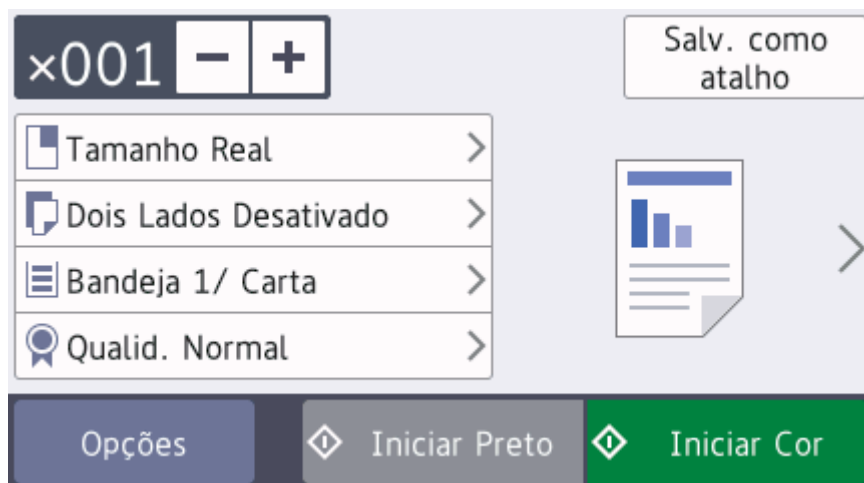 ×001 − +
Salv. como
atalho
Tamanho Real
Dois Lados Desativado
Bandeja 1/ Carta
Qualid. Normal
Opções
Iniciar Preto
Iniciar Cor